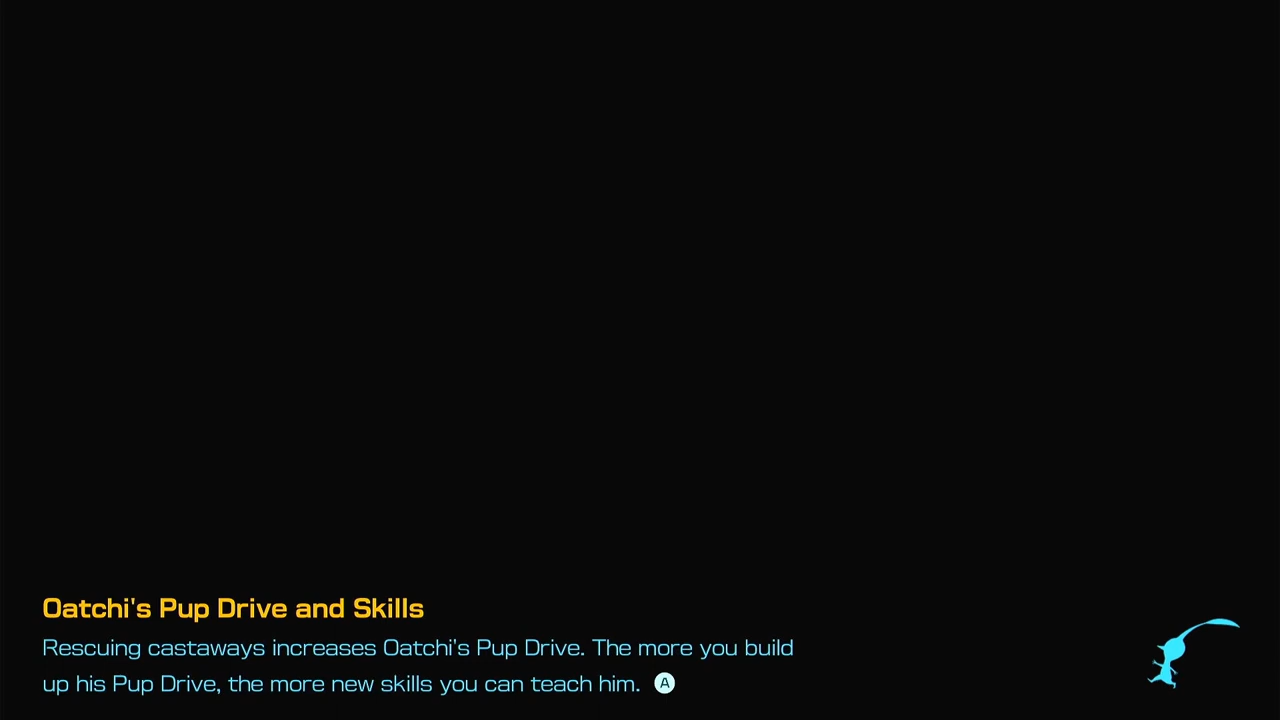 Oatchi's Pup Drive and Skills
Rescuing castaways increases Oatchi's Pup Drive. The more you build
up his Pup Drive, the more new skills you can teach him. A